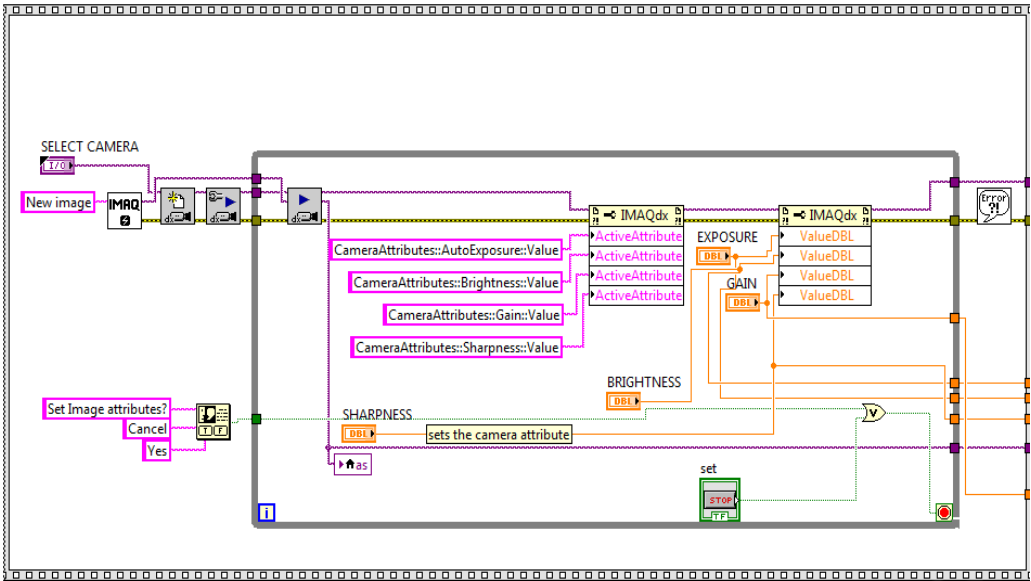 SELECT CAMERA
I/O
New image
IMAQ
Error
?!
IMAQdx
IMAQdx
ActiveAttribute
ActiveAttribute
ActiveAttribute
ActiveAttribute
EXPOSURE
DBL
ValueDBL
ValueDBL
ValueDBL
ValueDBL
GAIN
DBL
CameraAttributes::AutoExposure::Value
CameraAttributes::Brightness::Value
CameraAttributes::Gain::Value
CameraAttributes::Sharpness::Value
BRIGHTNESS
DBL
Set Image attributes?
Cancel
Yes
T F
SHARPNESS
DBL
sets the camera attribute
V
as
set
STOP
TF
i